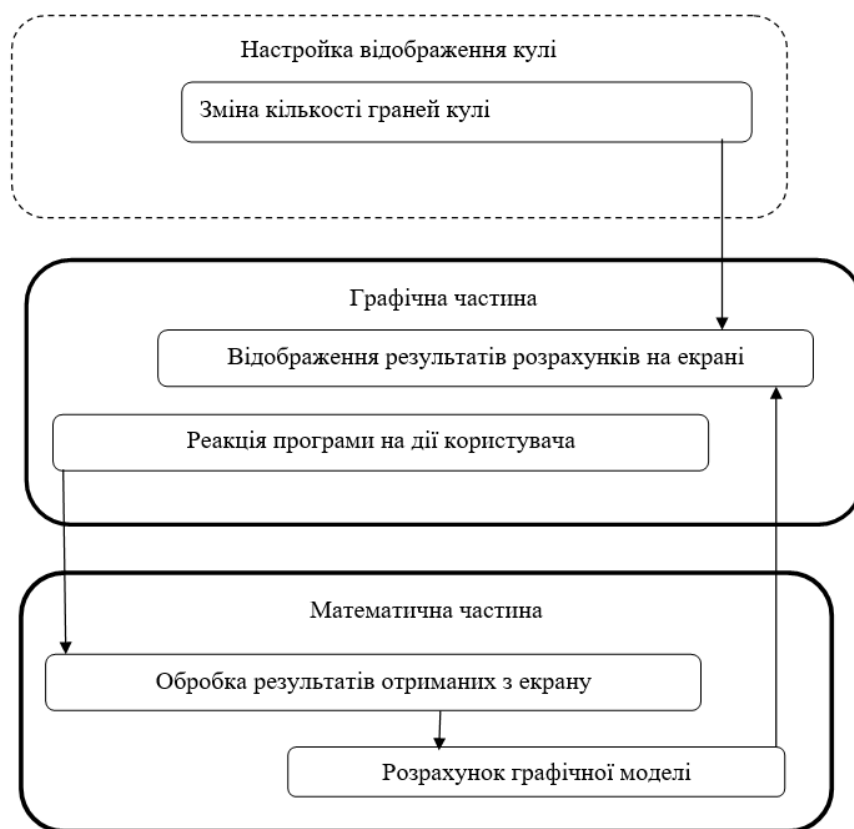 Настройка відображення кулі
Зміна кількості граней кулі
Графічна частина
Відображення результатів розрахунків на екрані
Реакція програми на дії користувача
Математична частина
Обробка результатів отриманих з екрану
Розрахунок графічної моделі